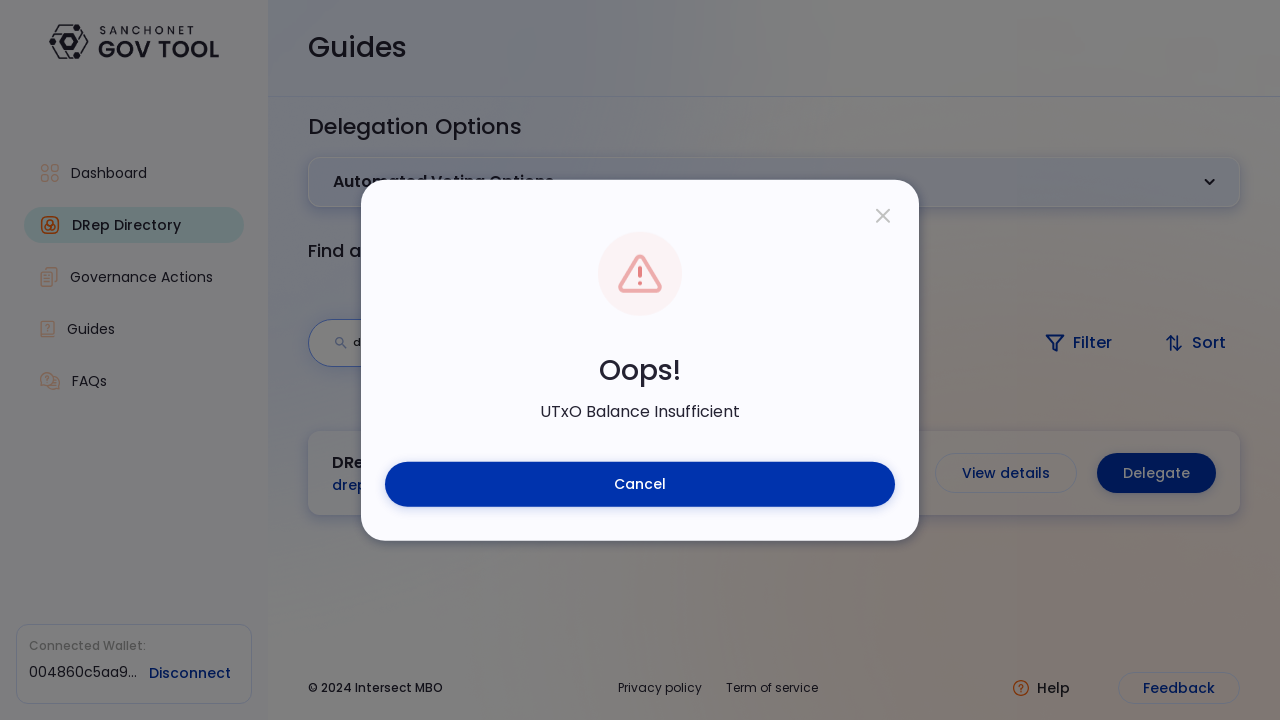 SANCHONET
GOV TOOL
Dashboard
DRep Directory
Governance Actions
Guides
FAQs
Connected Wallet:
004860c5aa9...
Disconnect
Guides
Delegation Options
Automated Voting Options
Find a
Filter
Sort
DRe
drep
View details
Delegate
Oops!
UTxO Balance Insufficient
Cancel
© 2024 Intersect MBO
Privacy policy
Term of service
Help
Feedback